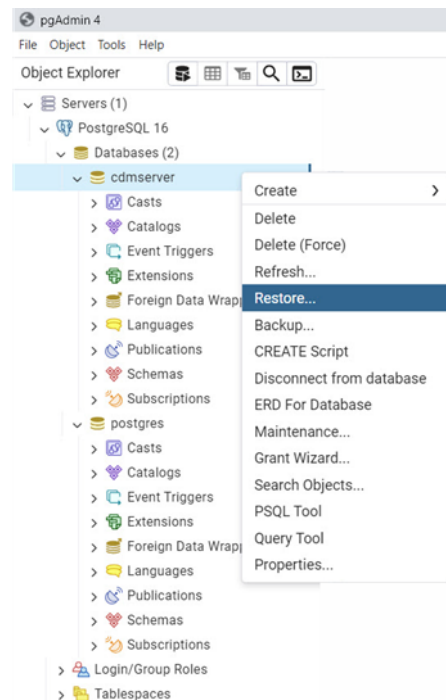 pgAdmin 4
File Object Tools Help
Object Explorer
Servers (1)
PostgreSQL 16
Databases (2)
cdmserver
Casts
Catalogs
Event Triggers
Extensions
Foreign Data Wrap
Languages
Publications
Schemas
Subscriptions
postgres
Casts
Catalogs
Event Triggers
Extensions
Foreign Data Wrap
Languages
Publications
Schemas
Subscriptions
Login/Group Roles
Tablespaces
Create
Delete
Delete (Force)
Refresh...
Restore...
Backup...
CREATE Script
Disconnect from database
ERD For Database
Maintenance...
Grant Wizard...
Search Objects...
PSQL Tool
Query Tool
Properties...